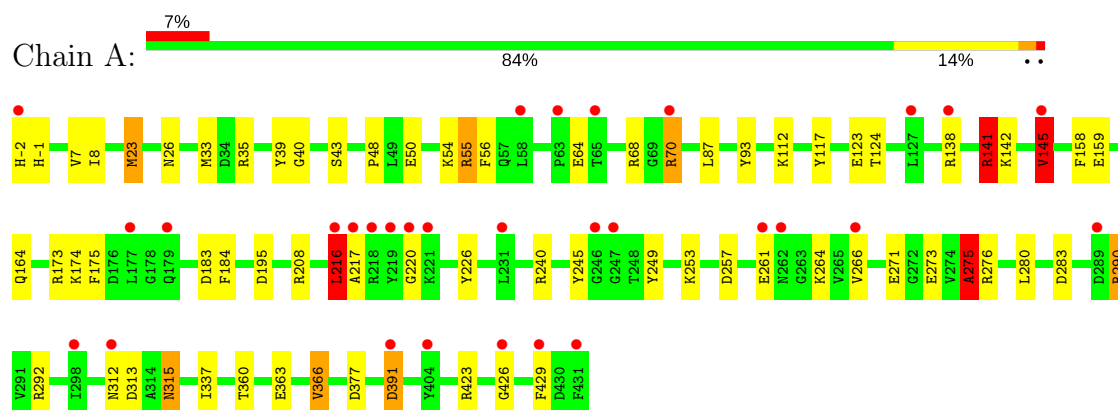 7%
Chain A:
84%
14%
••
H-2 H-1 V7 I8 M23 N26 M33 D34 R35 Y39 G40 S43 P48 L49 E50 K54 R55 F56 Q57 L58 P63 E64 T65 R68 G69 R70 L87 Y93 K112 Y117 E123 T124 L127 R138 R141 K142 V145 F158 E159
Q164 R173 K174 F175 D176 L177 G178 Q179 D183 F184 D195 R208 L216 A217 R218 Y219 G220 K221 Y226 L231 R240 Y245 G246 G247 T248 Y249 K253 D257 E261 N262 G263 K264 V265 V266 E271 G272 E273 V274 A275 R276 L280 D283 D289
V291 R292 I298 N312 D313 A314 N315 I337 T360 E363 V366 D377 D391 Y404 R423 G426 F429 D430 F431